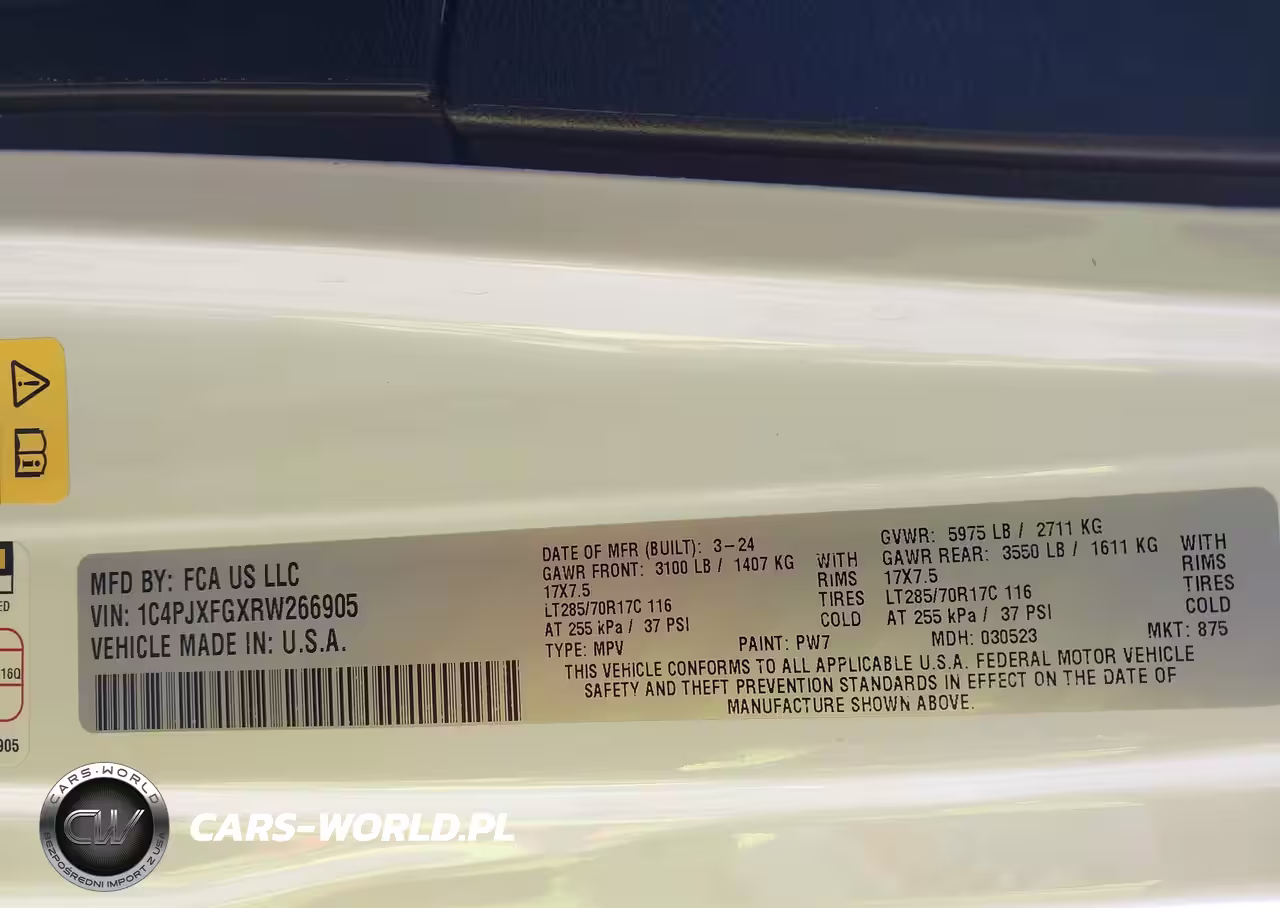 MFD BY: FCA US LLC
VIN: 1C4PJXFGXRW266905
VEHICLE MADE IN: U.S.A.
DATE OF MFR (BUILT): 3-24
GAWR FRONT: 3100 LB / 1407 KG WITH
17X7.5 RIMS
LT285/70R17C 116 TIRES
AT 255 kPa / 37 PSI COLD
GVWR: 5975 LB / 2711 KG
GAWR REAR: 3550 LB / 1611 KG WITH
17X7.5 RIMS
LT285/70R17C 116 TIRES
AT 255 kPa / 37 PSI COLD
TYPE: MPV PAINT: PW7 MDH: 030523 MKT: 875
THIS VEHICLE CONFORMS TO ALL APPLICABLE U.S.A. FEDERAL MOTOR VEHICLE
SAFETY AND THEFT PREVENTION STANDARDS IN EFFECT ON THE DATE OF
MANUFACTURE SHOWN ABOVE.
ED
160
905
CARS-WORLD
CW
BEZPOŚREDNI IMPORT Z USA
CARS-WORLD.PL